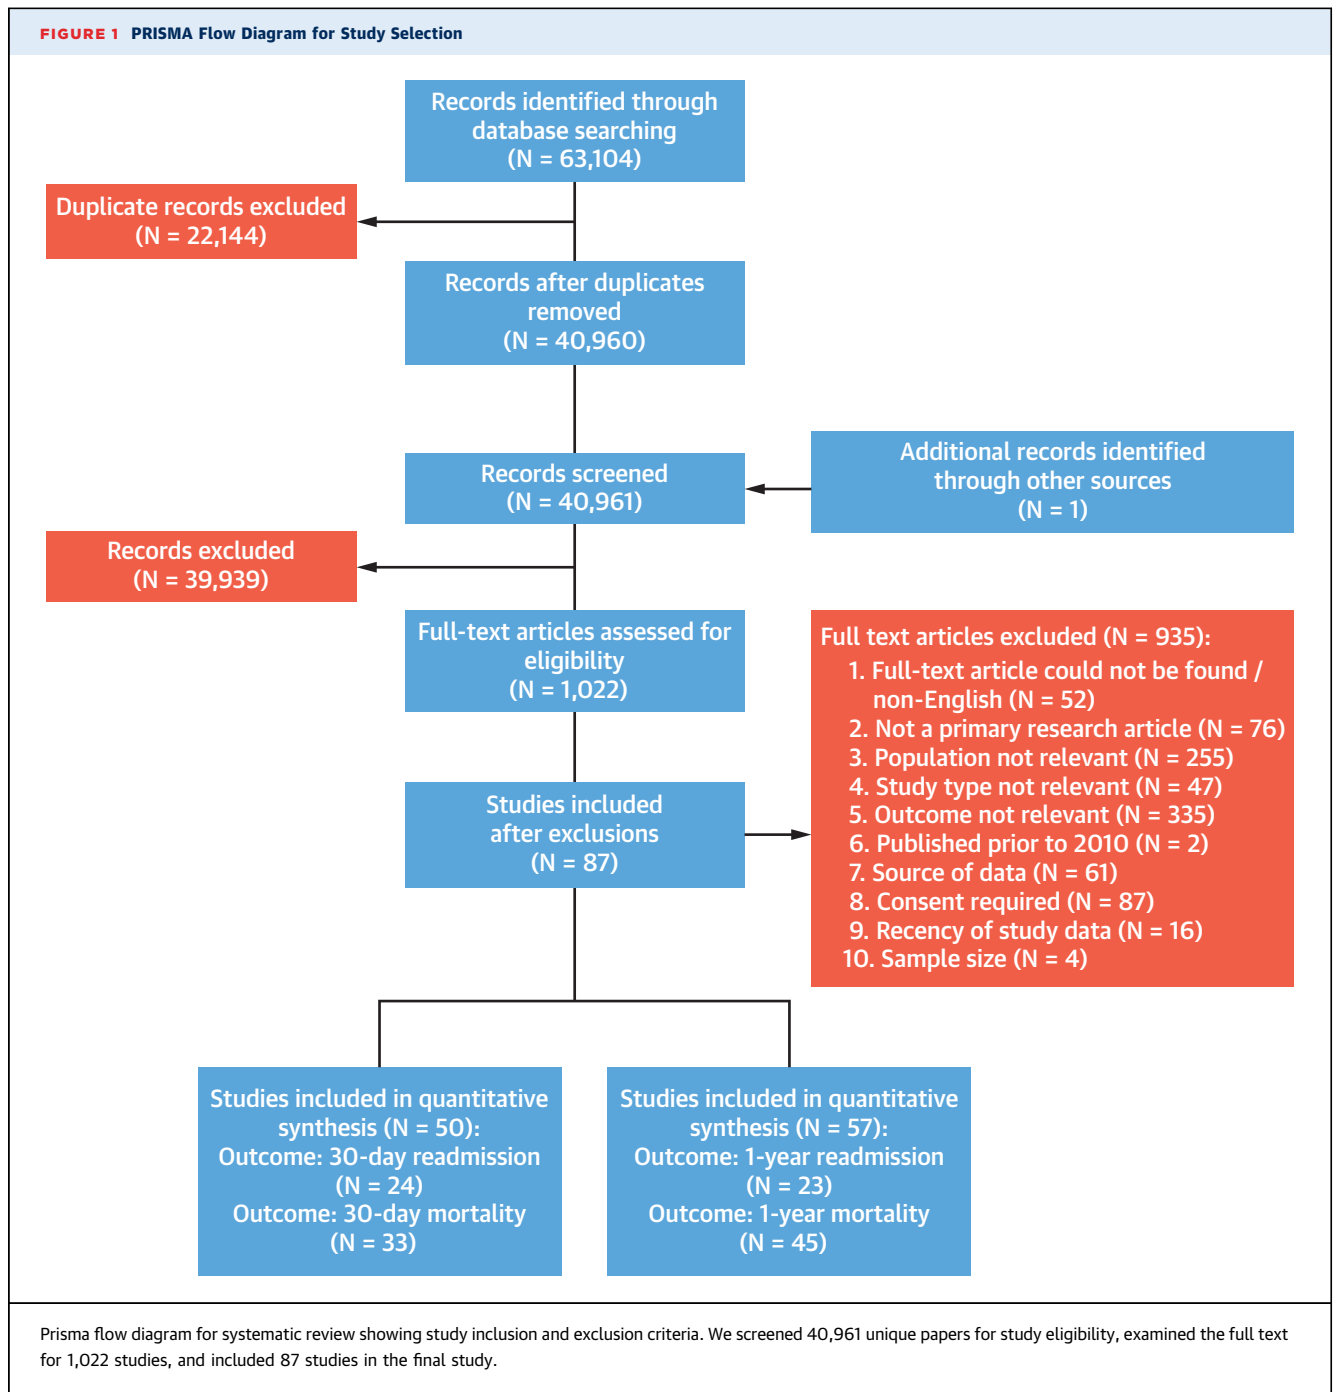 FIGURE 1 PRISMA Flow Diagram for Study Selection
Records identified through
database searching
(N = 63,104)
Duplicate records excluded
(N = 22,144)
Records after duplicates
removed
(N = 40,960)
Records screened
(N = 40,961)
Additional records identified
through other sources
(N = 1)
Records excluded
(N = 39,939)
Full-text articles assessed for
eligibility
(N = 1,022)
Full text articles excluded (N = 935):
1. Full-text article could not be found /
non-English (N = 52)
2. Not a primary research article (N = 76)
3. Population not relevant (N = 255)
4. Study type not relevant (N = 47)
5. Outcome not relevant (N = 335)
6. Published prior to 2010 (N = 2)
7. Source of data (N = 61)
8. Consent required (N = 87)
9. Recency of study data (N = 16)
10. Sample size (N = 4)
Studies included
after exclusions
(N = 87)
Studies included in quantitative
synthesis (N = 50):
Outcome: 30-day readmission
(N = 24)
Outcome: 30-day mortality
(N = 33)
Studies included in quantitative
synthesis (N = 57):
Outcome: 1-year readmission
(N = 23)
Outcome: 1-year mortality
(N = 45)
Prisma flow diagram for systematic review showing study inclusion and exclusion criteria. We screened 40,961 unique papers for study eligibility, examined the full text
for 1,022 studies, and included 87 studies in the final study.